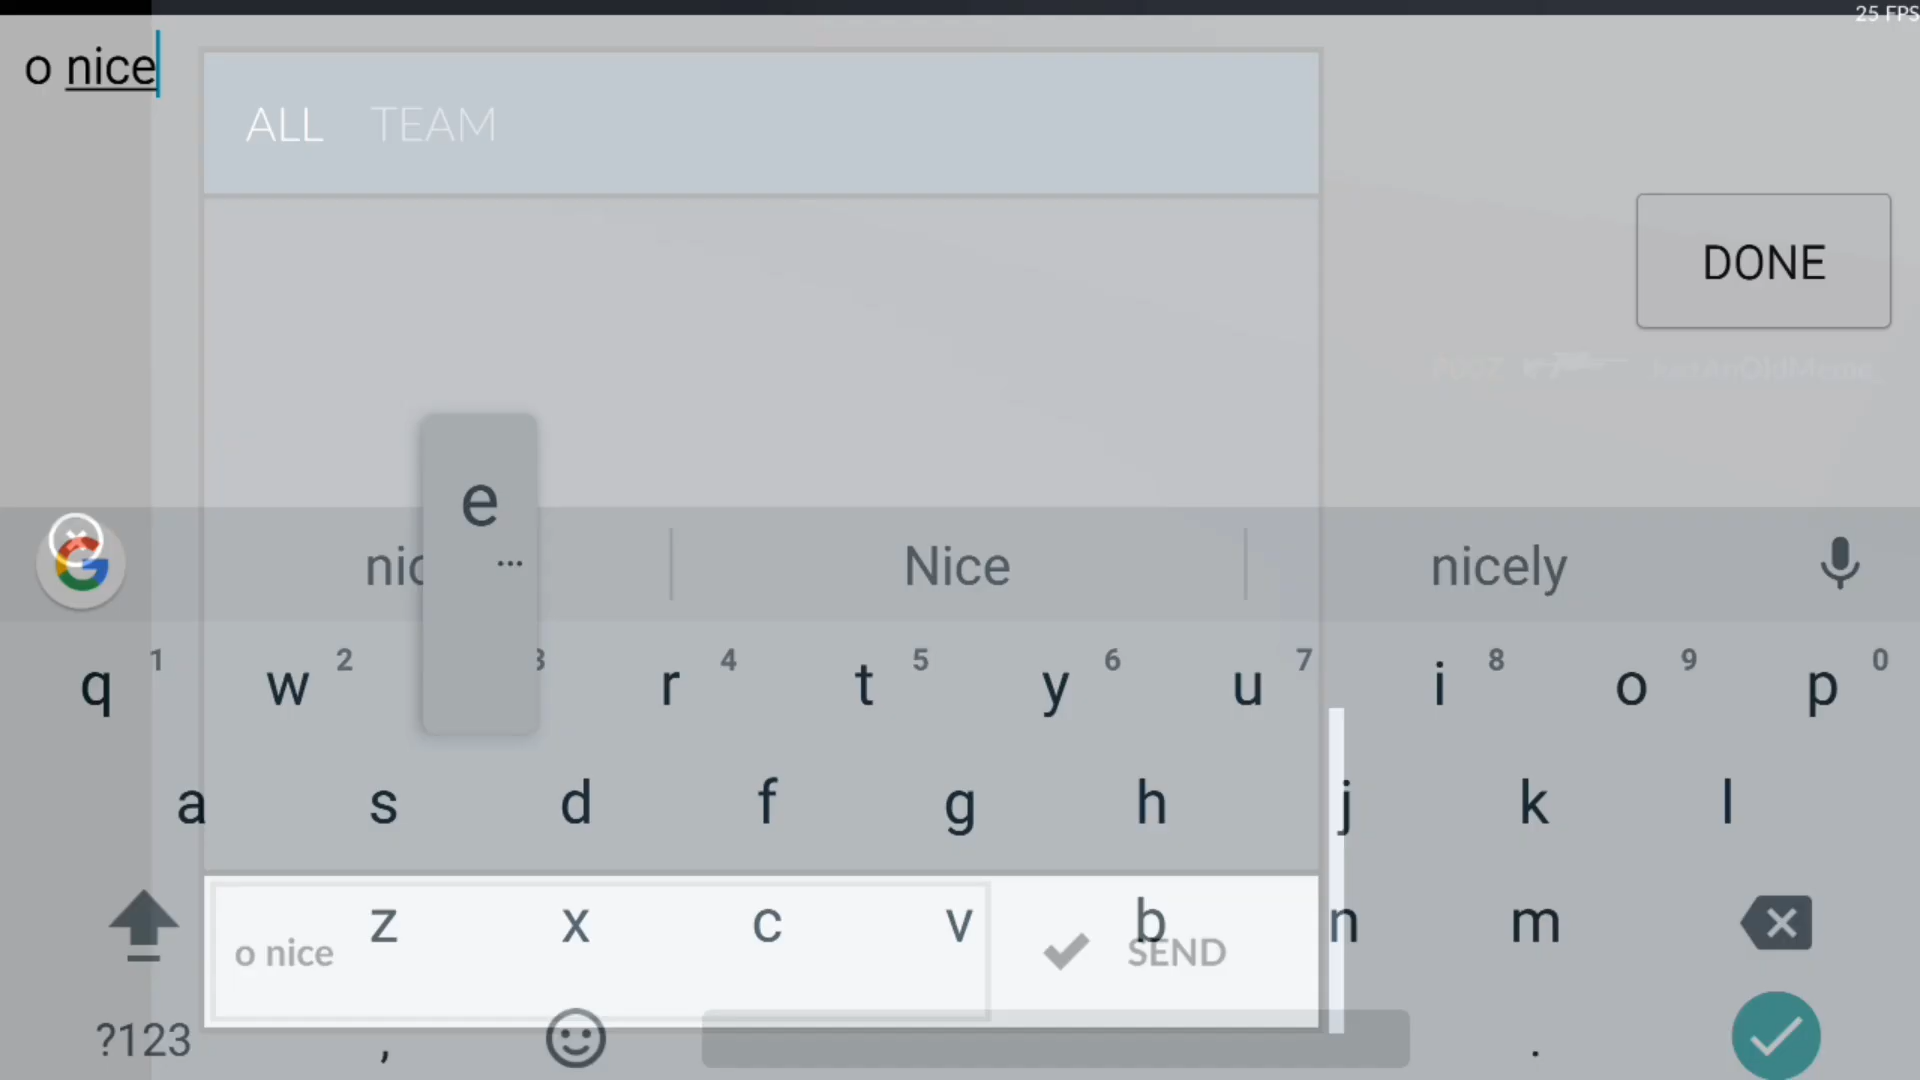 25 FPS
o nice
ALL TEAM
DONE
e
...
nic
Nice
nicely
1 2 3 4 5 6 7 8 9 0
q w r t y u i o p
a s d f g h j k l
z x c v b n m
o nice
SEND
?123 , .